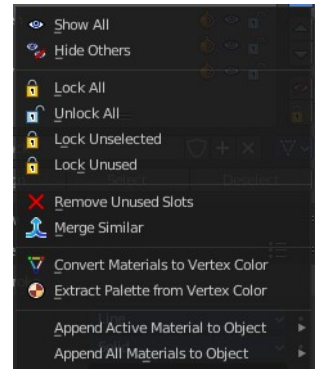 Show All
Hide Others
Lock All
Unlock All
Lock Unselected
Lock Unused
Remove Unused Slots
Merge Similar
Convert Materials to Vertex Color
Extract Palette from Vertex Color
Append Active Material to Object
Append All Materials to Object